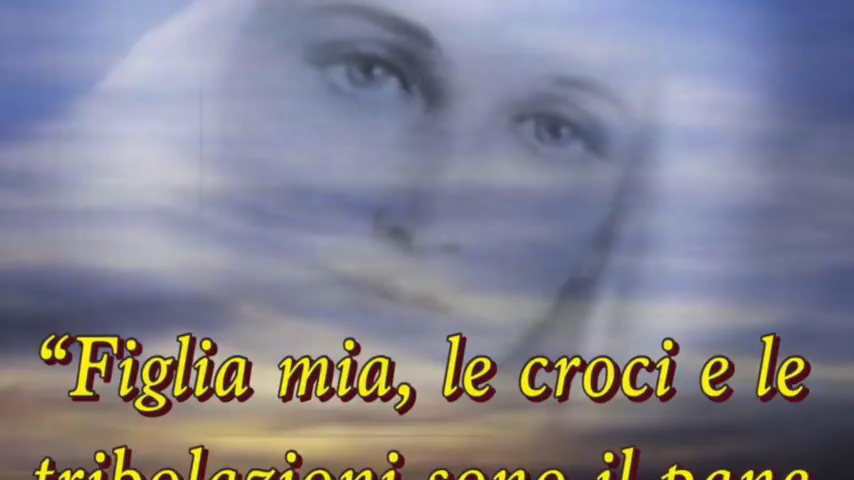 “Figlia mia, le croci e le
tribolazioni sono il pane